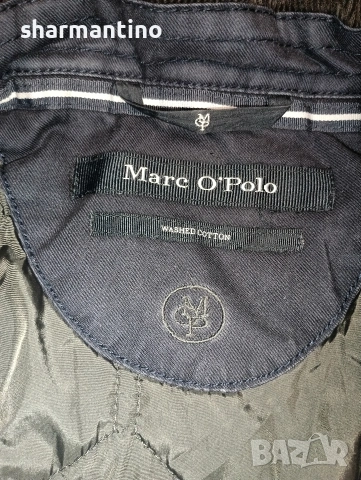 sharmantino
Marc O'Polo
WASHED COTTON
BAZAR